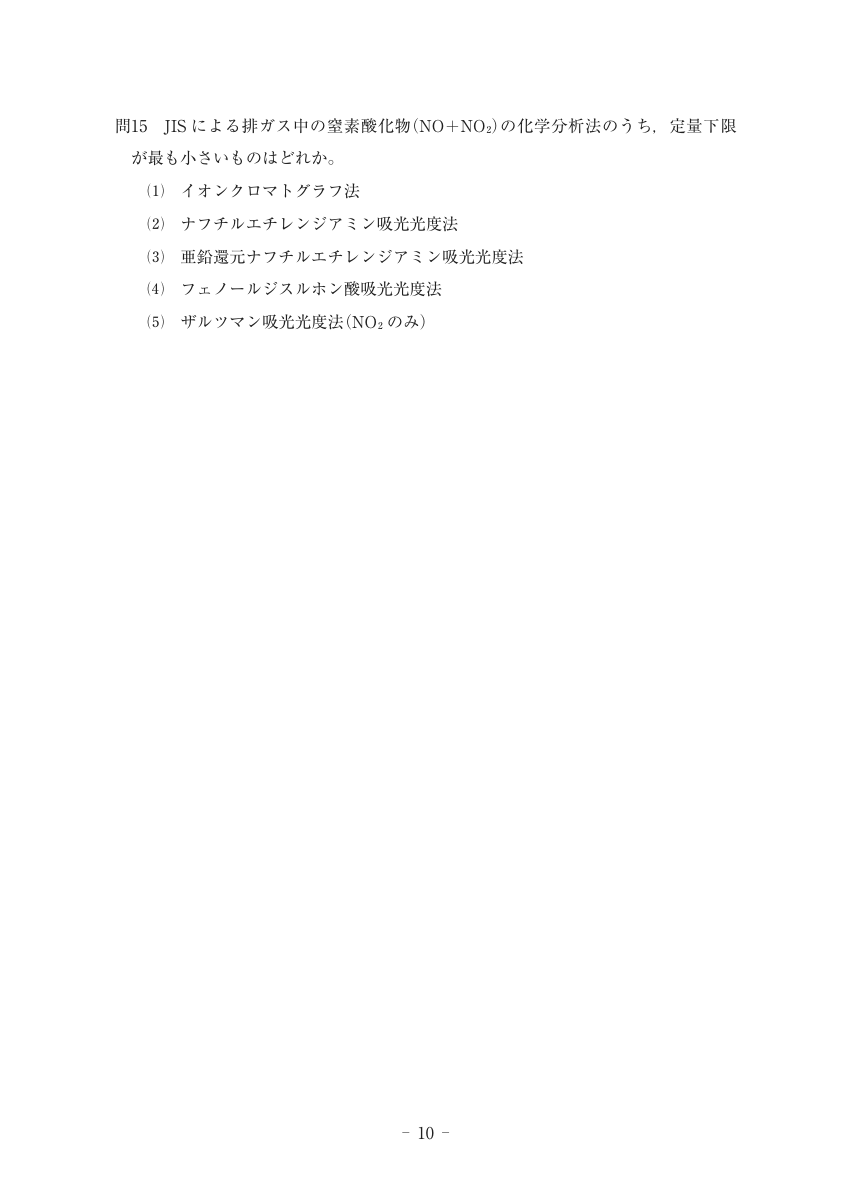 問15　JIS による排ガス中の窒素酸化物(NO＋NO₂)の化学分析法のうち，定量下限
が最も小さいものはどれか。
⑴　イオンクロマトグラフ法
⑵　ナフチルエチレンジアミン吸光光度法
⑶　亜鉛還元ナフチルエチレンジアミン吸光光度法
⑷　フェノールジスルホン酸吸光光度法
⑸　ザルツマン吸光光度法(NO₂ のみ)
－ 10 －